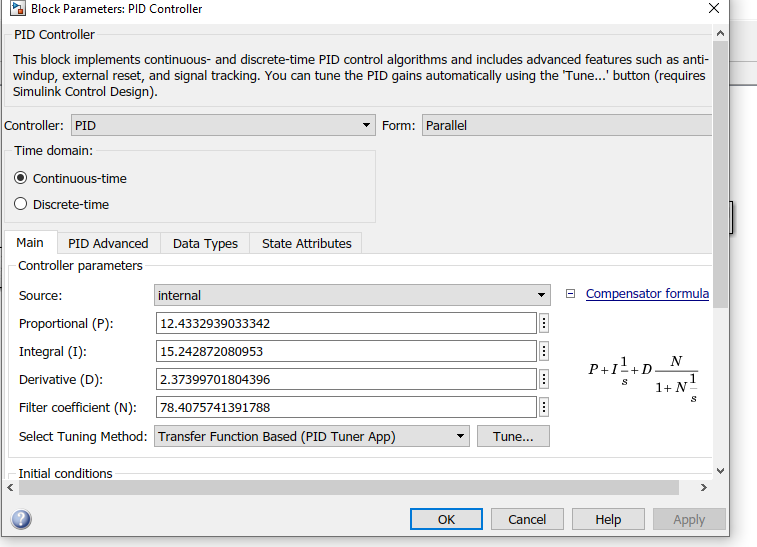 Block Parameters: PID Controller
PID Controller
This block implements continuous- and discrete-time PID control algorithms and includes advanced features such as anti-
windup, external reset, and signal tracking. You can tune the PID gains automatically using the 'Tune...' button (requires
Simulink Control Design).
Controller: PID Form: Parallel
Time domain:
Continuous-time
Discrete-time
Main PID Advanced Data Types State Attributes
Controller parameters
Source: internal Compensator formula
Proportional (P): 12.4332939033342
Integral (I): 15.242872080953
Derivative (D): 2.37399701804396
P + I 1/s + D N/(1 + N 1/s)
Filter coefficient (N): 78.4075741391788
Select Tuning Method: Transfer Function Based (PID Tuner App) Tune...
Initial conditions
OK Cancel Help Apply